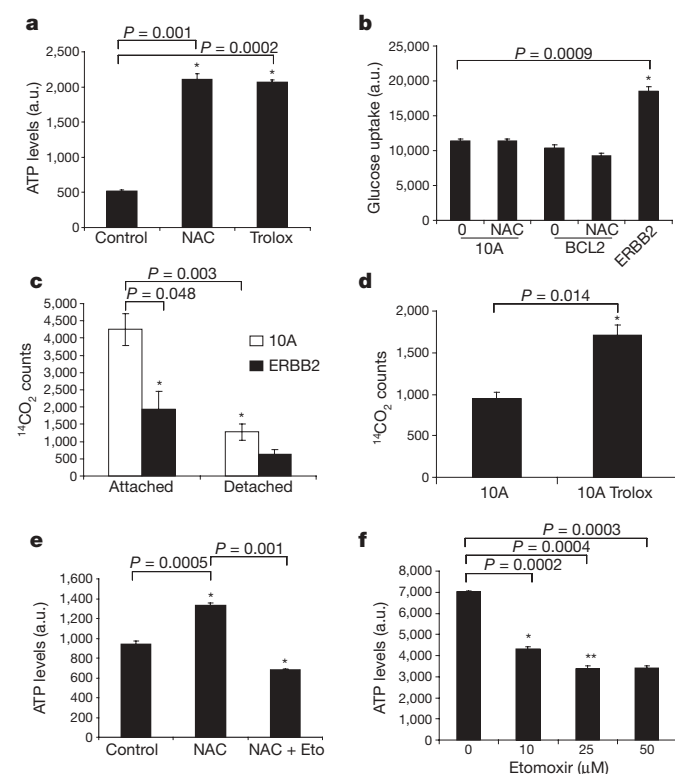 a
P = 0.001
P = 0.0002
ATP levels (a.u.)
2,500
2,000
1,500
1,000
500
0
*
*
Control NAC Trolox
b
P = 0.0009
Glucose uptake (a.u.)
25,000
20,000
15,000
10,000
5,000
0
*
0 NAC 0 NAC ERBB2
10A BCL2
c
P = 0.003
P = 0.048
¹⁴CO₂ counts
5,000
4,500
4,000
3,500
3,000
2,500
2,000
1,500
1,000
500
0
10A
ERBB2
*
*
Attached Detached
d
P = 0.014
¹⁴CO₂ counts
2,000
1,500
1,000
500
0
*
10A 10A Trolox
e
P = 0.001
P = 0.0005
ATP levels (a.u.)
1,600
1,400
1,200
1,000
800
600
400
200
0
*
*
Control NAC NAC + Eto
f
P = 0.0003
P = 0.0004
P = 0.0002
ATP levels (a.u.)
8,000
7,000
6,000
5,000
4,000
3,000
2,000
1,000
0
*
**
0 10 25 50
Etomoxir (μM)